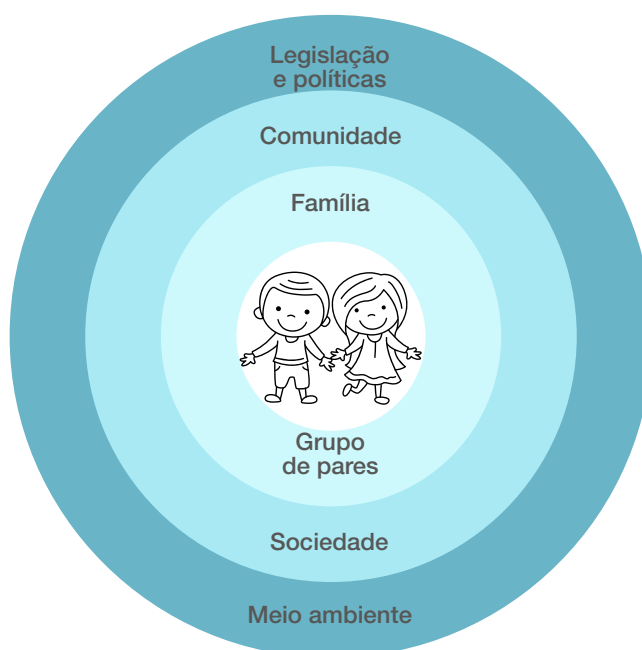 Legislação
e políticas
Comunidade
Família
Grupo
de pares
Sociedade
Meio ambiente